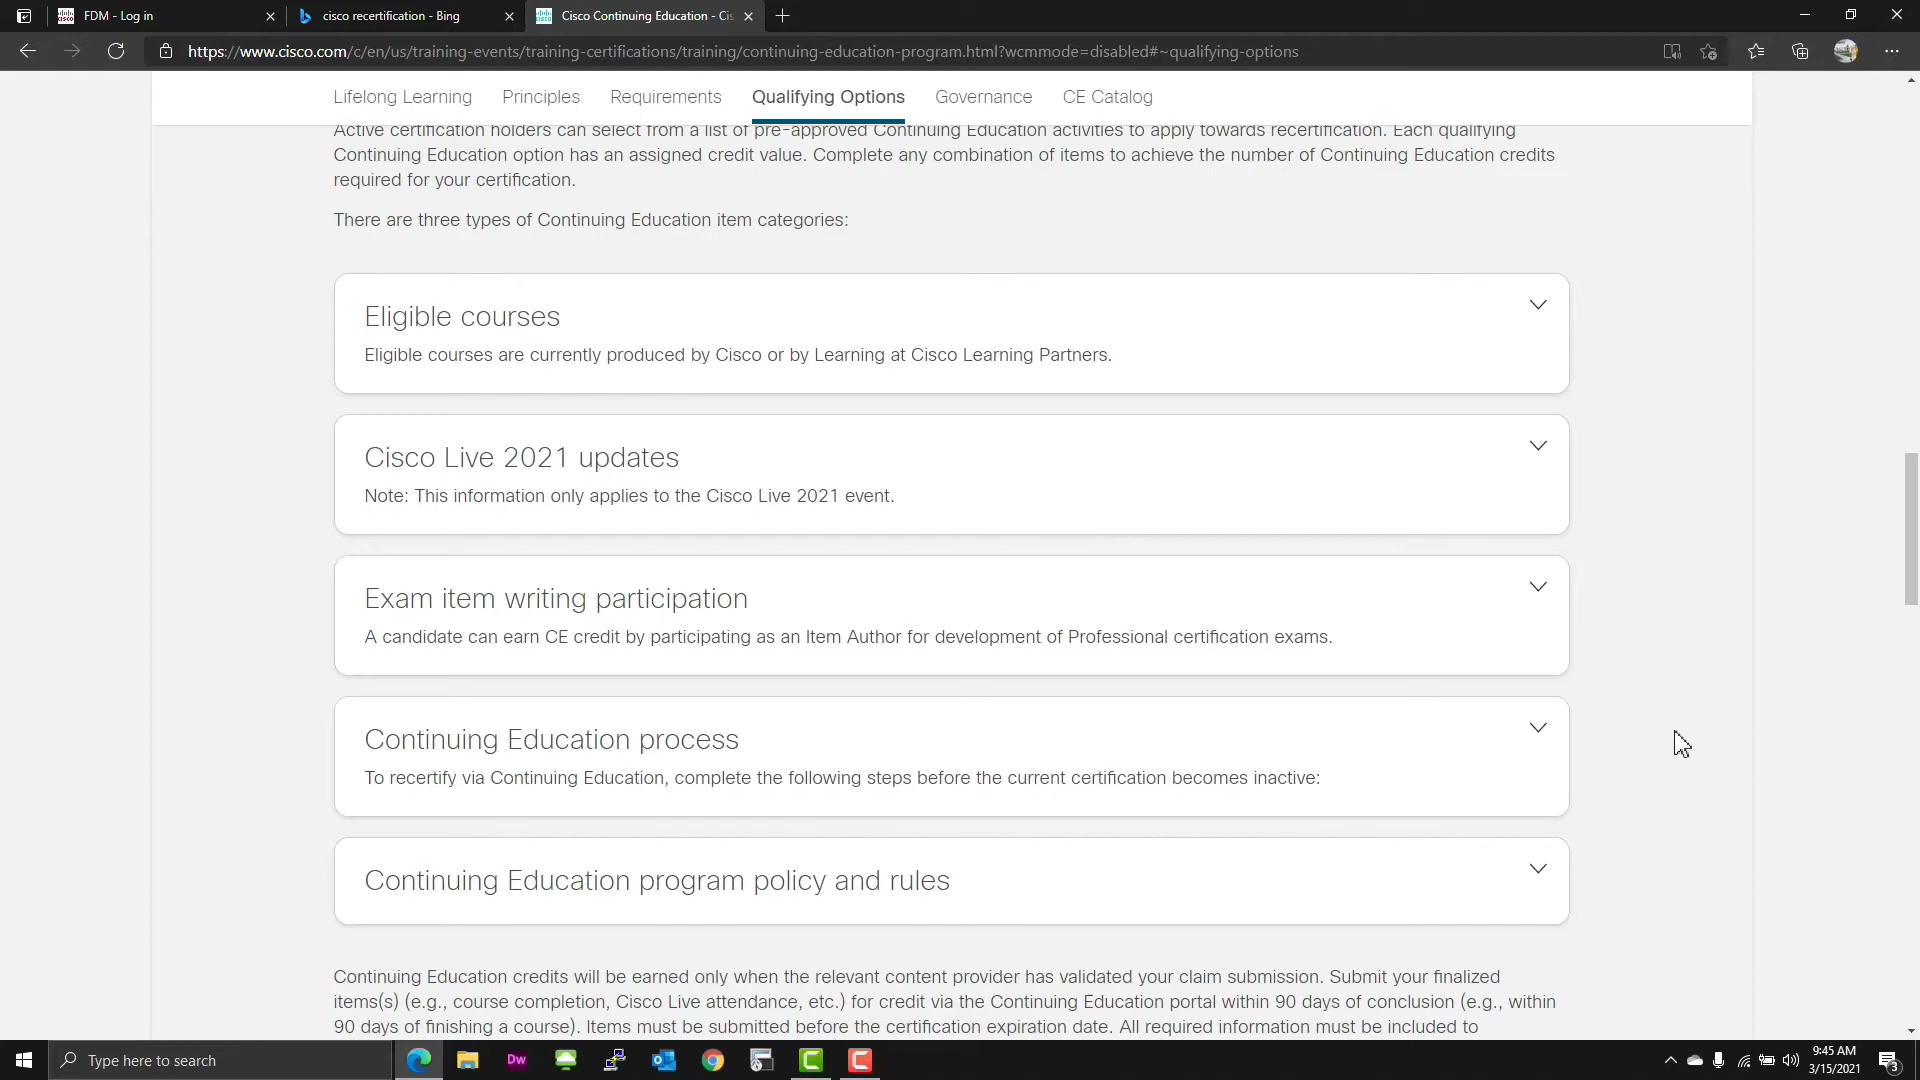 FDM - Log in
cisco recertification - Bing
Cisco Continuing Education - Cis
https://www.cisco.com/c/en/us/training-events/training-certifications/training/continuing-education-program.html?wcmmode=disabled#~qualifying-options
Lifelong Learning Principles Requirements Qualifying Options Governance CE Catalog
Active certification holders can select from a list of pre-approved Continuing Education activities to apply towards recertification. Each qualifying
Continuing Education option has an assigned credit value. Complete any combination of items to achieve the number of Continuing Education credits
required for your certification.
There are three types of Continuing Education item categories:
Eligible courses
Eligible courses are currently produced by Cisco or by Learning at Cisco Learning Partners.
Cisco Live 2021 updates
Note: This information only applies to the Cisco Live 2021 event.
Exam item writing participation
A candidate can earn CE credit by participating as an Item Author for development of Professional certification exams.
Continuing Education process
To recertify via Continuing Education, complete the following steps before the current certification becomes inactive:
Continuing Education program policy and rules
Continuing Education credits will be earned only when the relevant content provider has validated your claim submission. Submit your finalized
items(s) (e.g., course completion, Cisco Live attendance, etc.) for credit via the Continuing Education portal within 90 days of conclusion (e.g., within
90 days of finishing a course). Items must be submitted before the certification expiration date. All required information must be included to
Type here to search
Dw
9:45 AM
3/15/2021
3